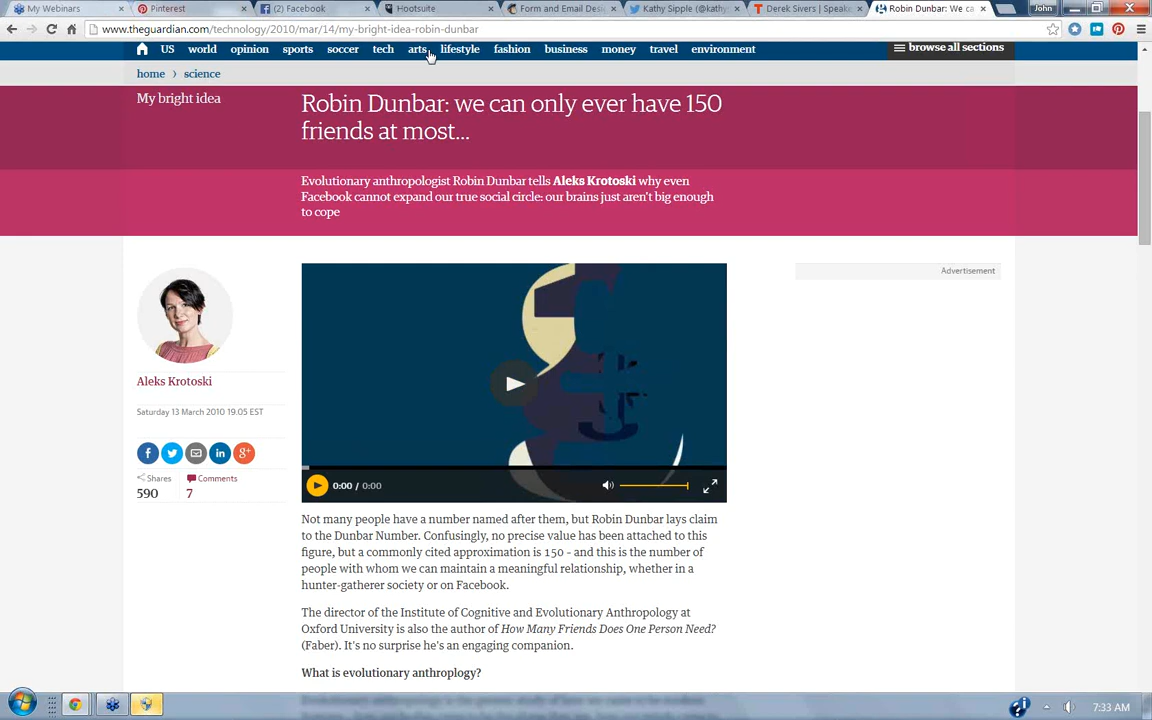 My Webinars
Pinterest
(2) Facebook
Hootsuite
Form and Email Desi
Kathy Sipple (@kathy
Derek Sivers | Speake
Robin Dunbar: We ca
John
www.theguardian.com/technology/2010/mar/14/my-bright-idea-robin-dunbar
US world opinion sports soccer tech arts lifestyle fashion business money travel environment browse all sections
home › science
My bright idea
Robin Dunbar: we can only ever have 150
friends at most...
Evolutionary anthropologist Robin Dunbar tells Aleks Krotoski why even
Facebook cannot expand our true social circle: our brains just aren't big enough
to cope
Advertisement
Aleks Krotoski
Saturday 13 March 2010 19.05 EST
f in g+
Shares Comments
590 7
0:00 / 0:00
Not many people have a number named after them, but Robin Dunbar lays claim
to the Dunbar Number. Confusingly, no precise value has been attached to this
figure, but a commonly cited approximation is 150 – and this is the number of
people with whom we can maintain a meaningful relationship, whether in a
hunter-gatherer society or on Facebook.
The director of the Institute of Cognitive and Evolutionary Anthropology at
Oxford University is also the author of How Many Friends Does One Person Need?
(Faber). It's no surprise he's an engaging companion.
What is evolutionary anthroplogy?
7:33 AM